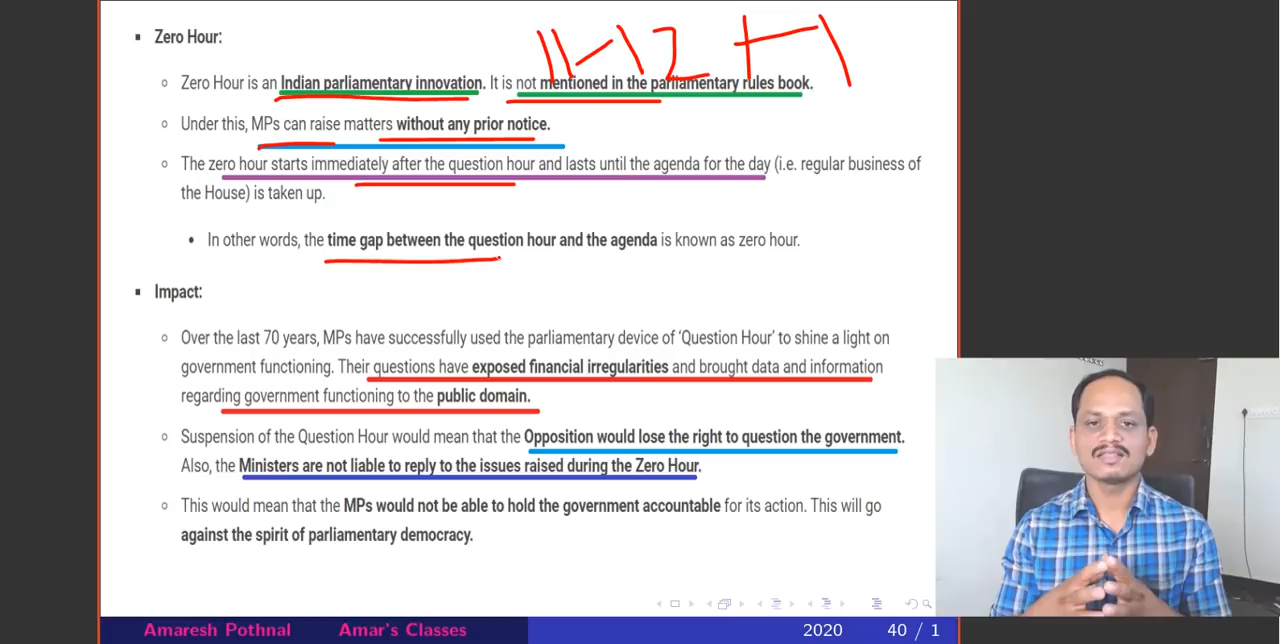 Zero Hour:
11-12
Zero Hour is an Indian parliamentary innovation. It is not mentioned in the parliamentary rules book.
Under this, MPs can raise matters without any prior notice.
The zero hour starts immediately after the question hour and lasts until the agenda for the day (i.e. regular business of
the House) is taken up.
In other words, the time gap between the question hour and the agenda is known as zero hour.
Impact:
Over the last 70 years, MPs have successfully used the parliamentary device of ‘Question Hour’ to shine a light on
government functioning. Their questions have exposed financial irregularities and brought data and information
regarding government functioning to the public domain.
Suspension of the Question Hour would mean that the Opposition would lose the right to question the government.
Also, the Ministers are not liable to reply to the issues raised during the Zero Hour.
This would mean that the MPs would not be able to hold the government accountable for its action. This will go
against the spirit of parliamentary democracy.
Amaresh Pothnal Amar's Classes 2020 40 / 1